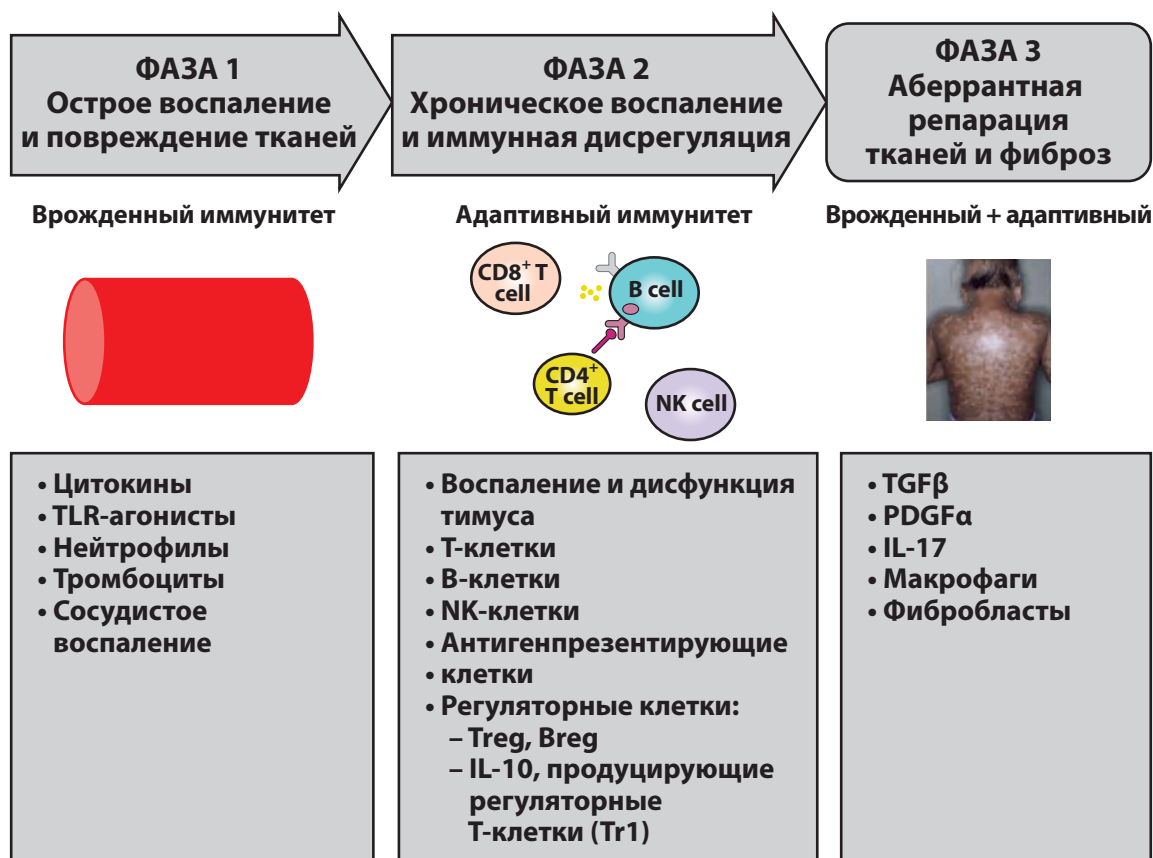 ФАЗА 1
Острое воспаление
и повреждение тканей
ФАЗА 2
Хроническое воспаление
и иммунная дисрегуляция
ФАЗА 3
Аберрантная
репарация
тканей и фиброз
Врожденный иммунитет
Адаптивный иммунитет
Врожденный + адаптивный
CD8⁺ T
cell
B cell
CD4⁺
T cell
NK cell
• Цитокины
• TLR-агонисты
• Нейтрофилы
• Тромбоциты
• Сосудистое
воспаление
• Воспаление и дисфункция
тимуса
• Т-клетки
• В-клетки
• NK-клетки
• Антигенпрезентирующие
• клетки
• Регуляторные клетки:
– Treg, Breg
– IL-10, продуцирующие
регуляторные
Т-клетки (Tr1)
• TGFβ
• PDGFα
• IL-17
• Макрофаги
• Фибробласты